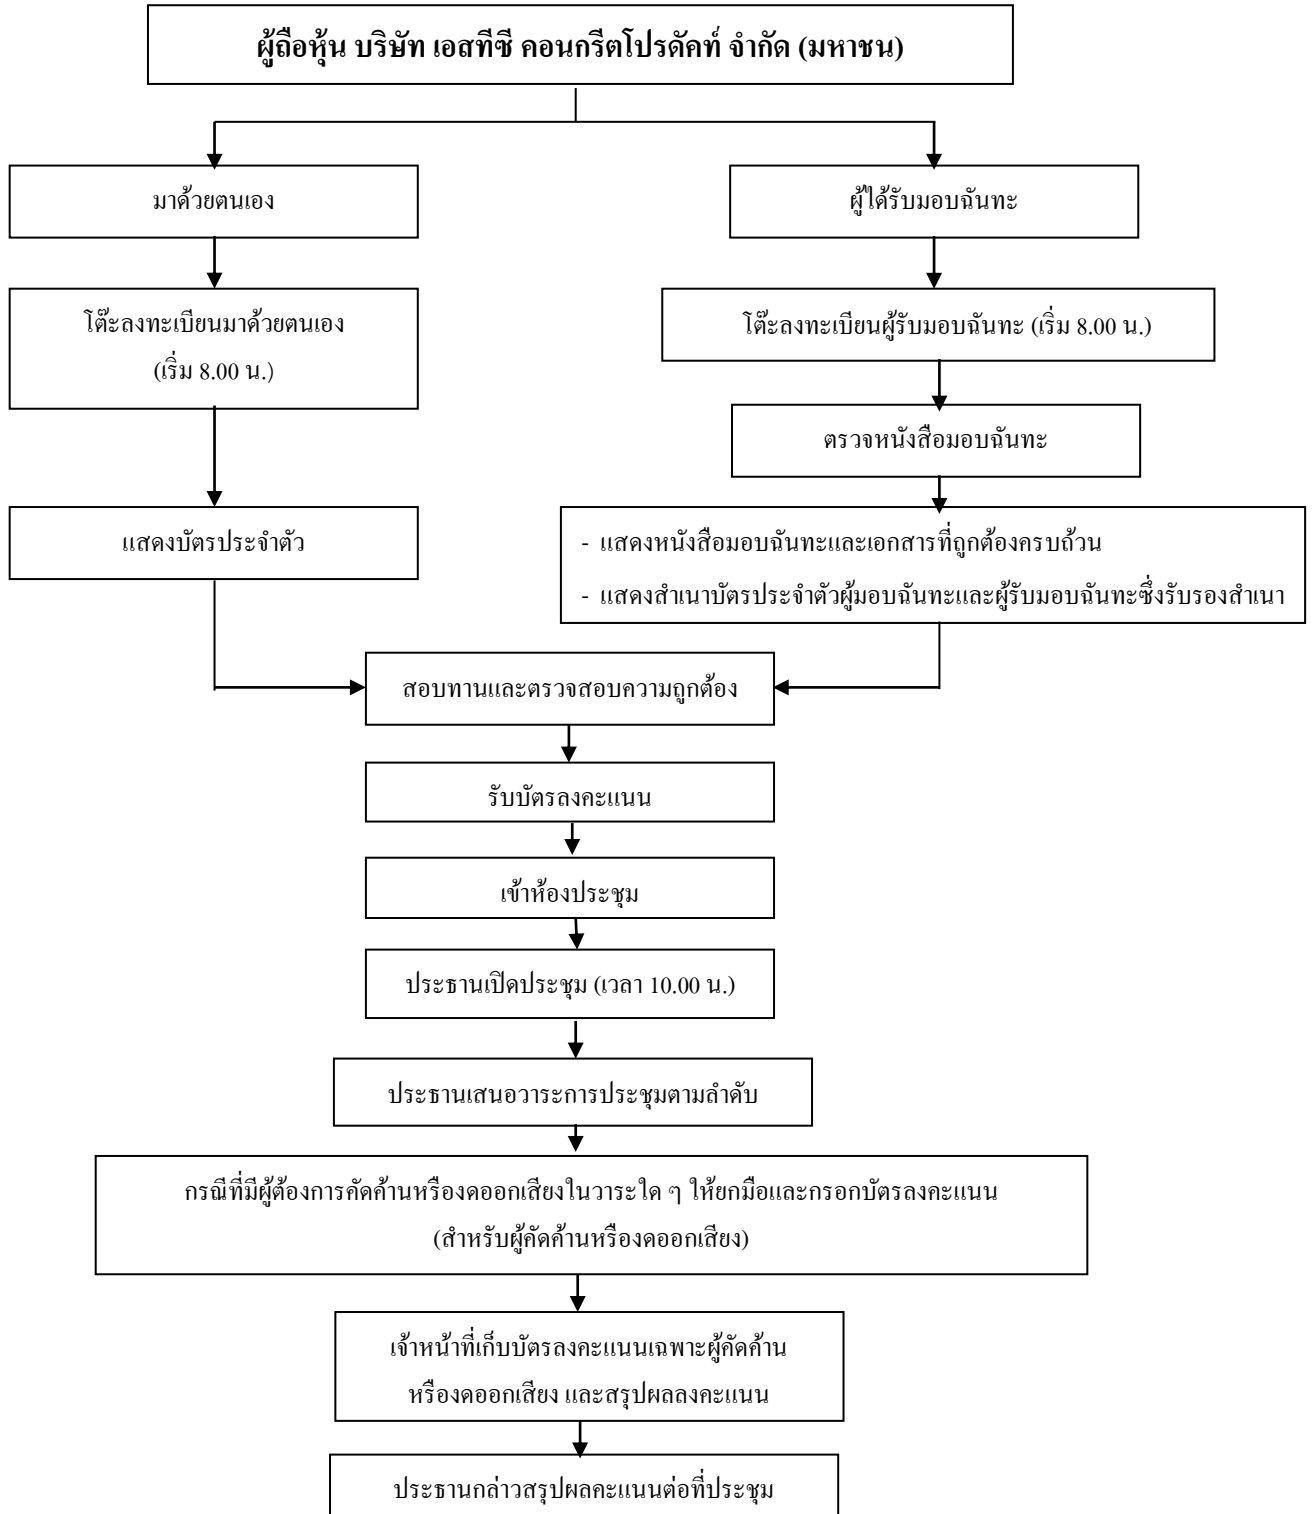 ผู้ถือหุ้น บริษัท เอสทีซี คอนกรีตโปรดัคท์ จำกัด (มหาชน)
มาด้วยตนเอง
ผู้ได้รับมอบฉันทะ
โต๊ะลงทะเบียนมาด้วยตนเอง
(เริ่ม 8.00 น.)
โต๊ะลงทะเบียนผู้รับมอบฉันทะ (เริ่ม 8.00 น.)
ตรวจหนังสือมอบฉันทะ
แสดงบัตรประจำตัว
- แสดงหนังสือมอบฉันทะและเอกสารที่ถูกต้องครบถ้วน
- แสดงสำเนาบัตรประจำตัวผู้มอบฉันทะและผู้รับมอบฉันทะซึ่งรับรองสำเนา
สอบทานและตรวจสอบความถูกต้อง
รับบัตรลงคะแนน
เข้าห้องประชุม
ประธานเปิดประชุม (เวลา 10.00 น.)
ประธานเสนอวาระการประชุมตามลำดับ
กรณีที่มีผู้ต้องการคัดค้านหรืองดออกเสียงในวาระใด ๆ ให้ยกมือและกรอกบัตรลงคะแนน
(สำหรับผู้คัดค้านหรืองดออกเสียง)
เจ้าหน้าที่เก็บบัตรลงคะแนนเฉพาะผู้คัดค้าน
หรืองดออกเสียง และสรุปผลลงคะแนน
ประธานกล่าวสรุปผลคะแนนต่อที่ประชุม